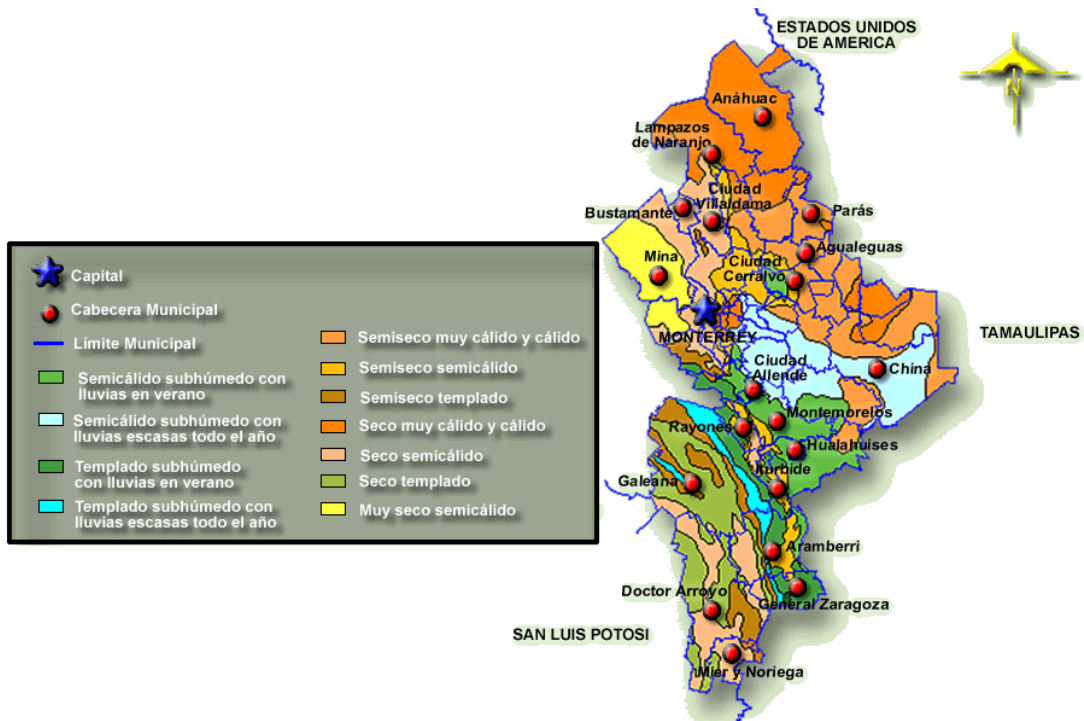 ESTADOS UNIDOS
DE AMERICA
N
Anáhuac
Lampazos
de Naranjo
Ciudad
Villaldama
Bustamante
Parás
Agualeguas
Mina
Ciudad
Cerralvo
MONTERREY
TAMAULIPAS
Ciudad
Allende
China
Montemorelos
Rayones
Hualahuises
Iturbide
Galeana
Aramberri
Doctor Arroyo
General Zaragoza
SAN LUIS POTOSI
Mier y Noriega
Capital
Cabecera Municipal
Límite Municipal
Semicálido subhúmedo con
lluvias en verano
Semicálido subhúmedo con
lluvias escasas todo el año
Templado subhúmedo
con lluvias en verano
Templado subhúmedo con
lluvias escasas todo el año
Semiseco muy cálido y cálido
Semiseco semicálido
Semiseco templado
Seco muy cálido y cálido
Seco semicálido
Seco templado
Muy seco semicálido